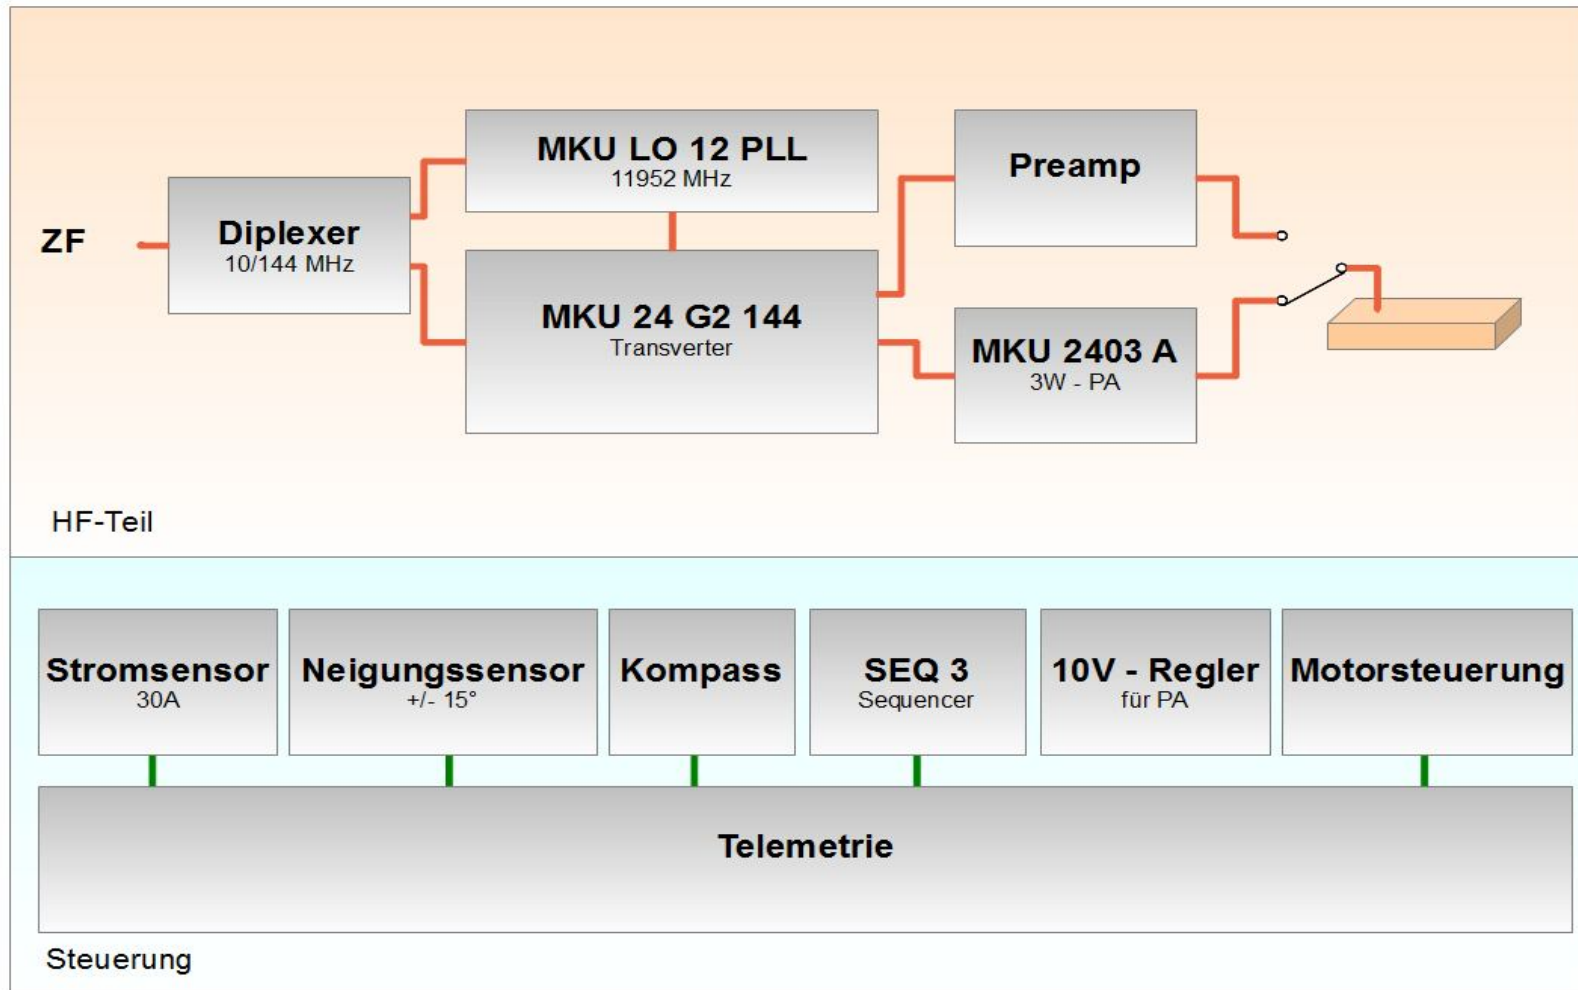 MKU LO 12 PLL
11952 MHz
Preamp
ZF
Diplexer
10/144 MHz
MKU 24 G2 144
Transverter
MKU 2403 A
3W - PA
HF-Teil
Stromsensor
30A
Neigungssensor
+/- 15°
Kompass
SEQ 3
Sequencer
10V - Regler
für PA
Motorsteuerung
Telemetrie
Steuerung